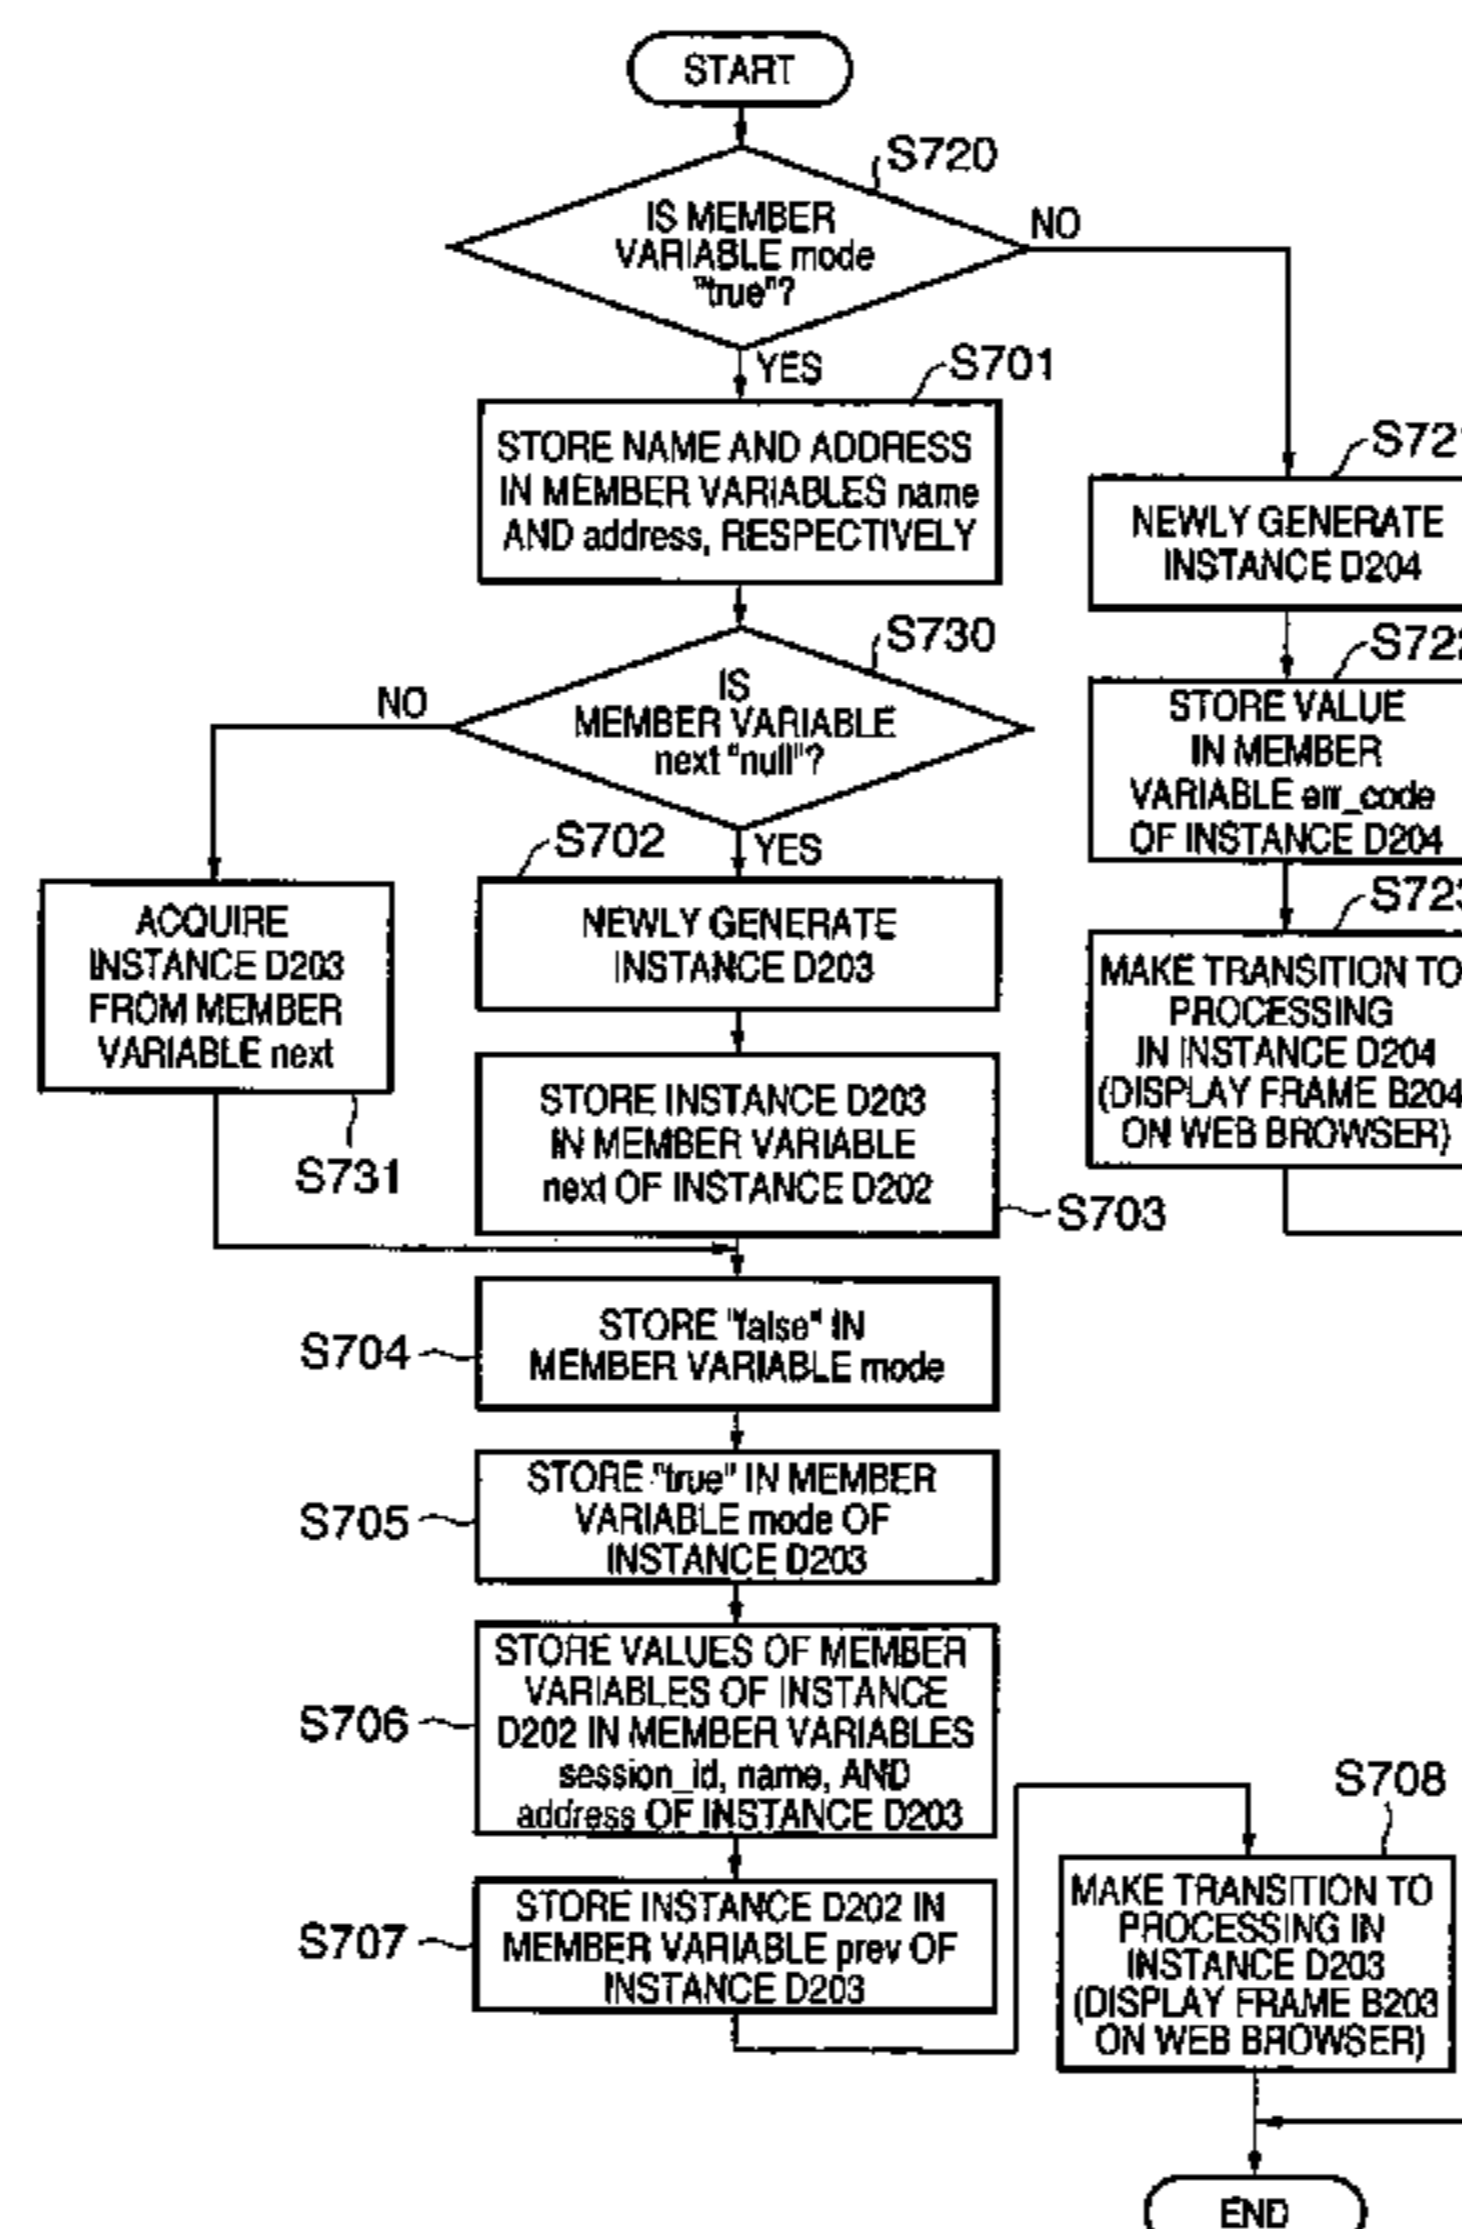 START
S720
IS MEMBER
VARIABLE mode
"true"?
NO
YES
S701
STORE NAME AND ADDRESS
IN MEMBER VARIABLES name
AND address, RESPECTIVELY
S721
NEWLY GENERATE
INSTANCE D204
S730
IS
MEMBER VARIABLE
next "null"?
NO
YES
S722
STORE VALUE
IN MEMBER
VARIABLE err_code
OF INSTANCE D204
S702
NEWLY GENERATE
INSTANCE D203
ACQUIRE
INSTANCE D203
FROM MEMBER
VARIABLE next
S731
S723
MAKE TRANSITION TO
PROCESSING
IN INSTANCE D204
(DISPLAY FRAME B204
ON WEB BROWSER)
STORE INSTANCE D203
IN MEMBER VARIABLE
next OF INSTANCE D202
S703
S704
STORE "false" IN
MEMBER VARIABLE mode
S705
STORE "true" IN MEMBER
VARIABLE mode OF
INSTANCE D203
S706
STORE VALUES OF MEMBER
VARIABLES OF INSTANCE
D202 IN MEMBER VARIABLES
session_id, name, AND
address OF INSTANCE D203
S707
STORE INSTANCE D202 IN
MEMBER VARIABLE prev OF
INSTANCE D203
S708
MAKE TRANSITION TO
PROCESSING IN
INSTANCE D203
(DISPLAY FRAME B203
ON WEB BROWSER)
END